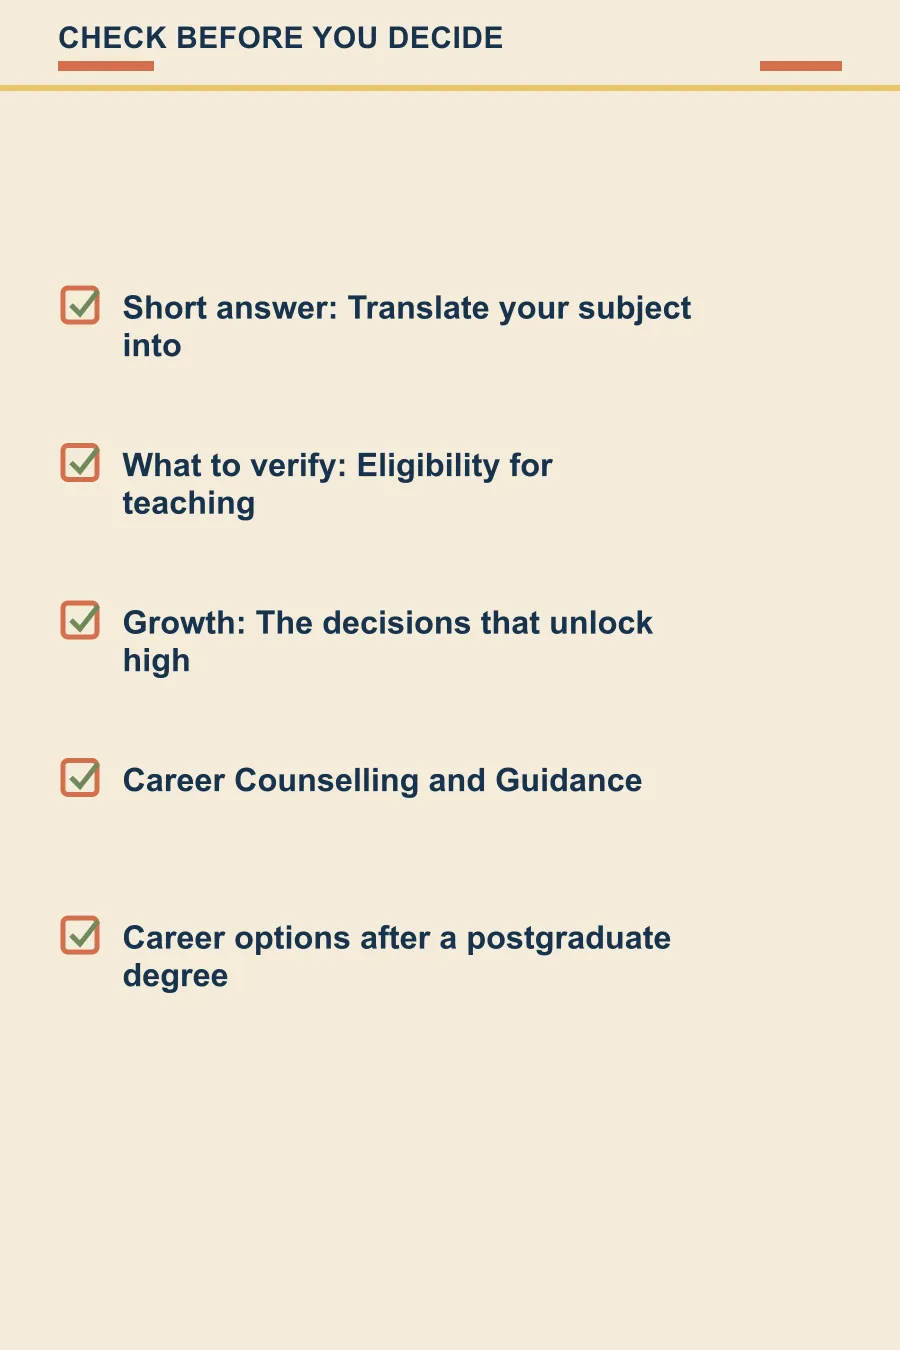 CHECK BEFORE YOU DECIDE
Short answer: Translate your subject
into
What to verify: Eligibility for
teaching
Growth: The decisions that unlock
high
Career Counselling and Guidance
Career options after a postgraduate
degree